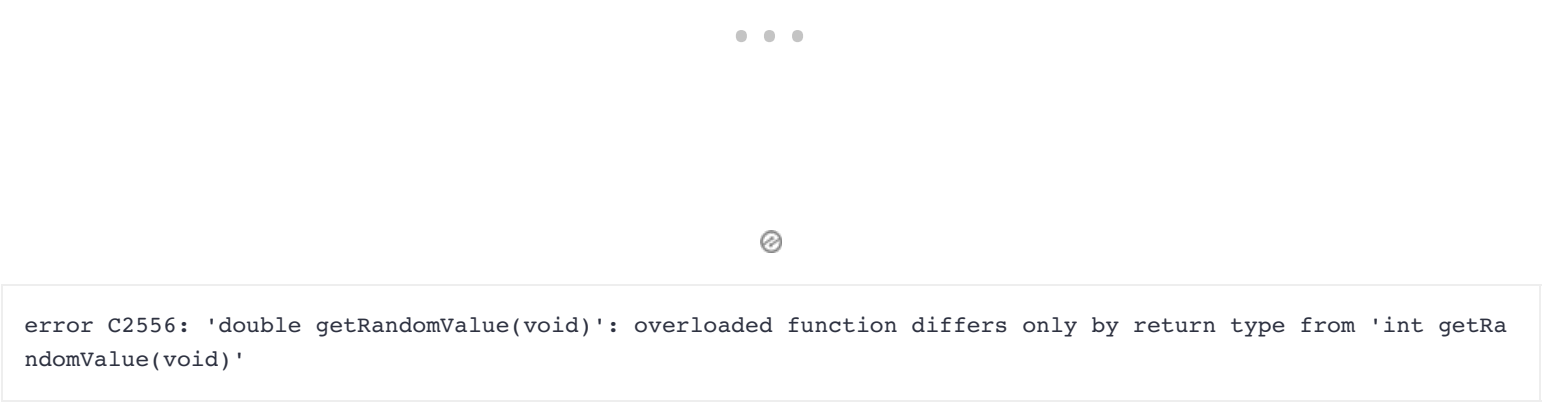 error C2556: 'double getRandomValue(void)': overloaded function differs only by return type from 'int getRa
ndomValue(void)'